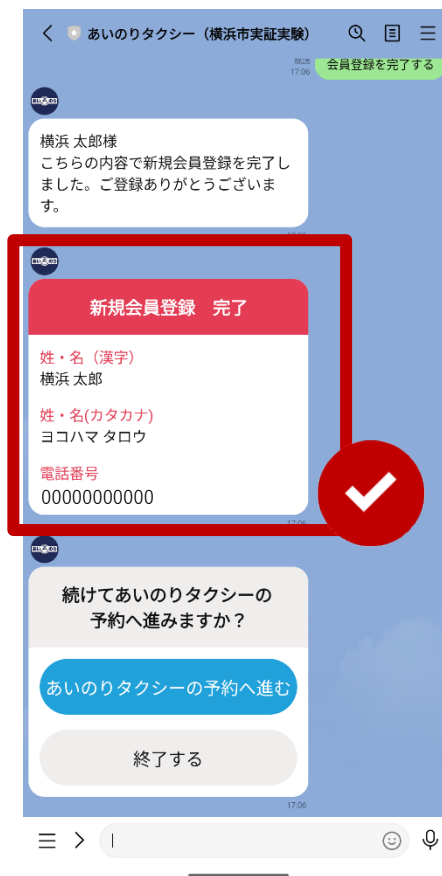 あいのりタクシー（横浜市実証実験）
既読
17:06
会員登録を完了する
横浜 太郎様
こちらの内容で新規会員登録を完了し
ました。ご登録ありがとうございま
す。
新規会員登録　完了
姓・名（漢字）
横浜 太郎
姓・名(カタカナ)
ヨコハマ タロウ
電話番号
00000000000
17:06
続けてあいのりタクシーの
予約へ進みますか？
あいのりタクシーの予約へ進む
終了する
17:06